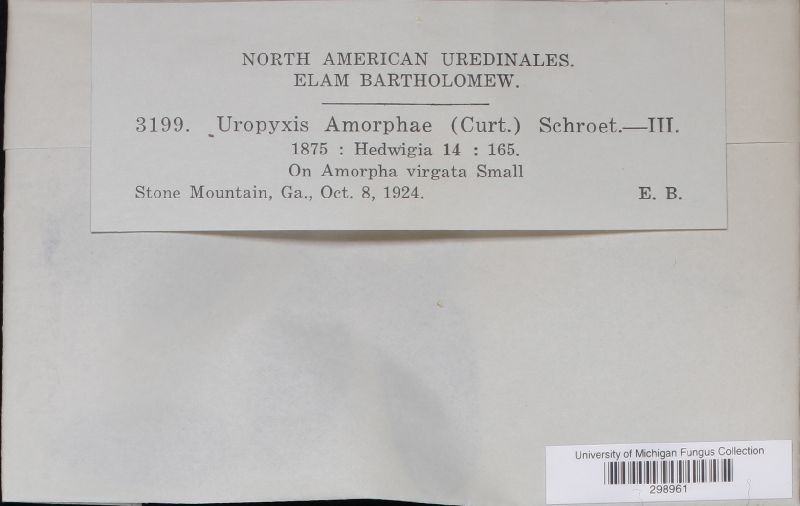 NORTH AMERICAN UREDINALES.
ELAM BARTHOLOMEW.
3199. Uropyxis Amorphae (Curt.) Schroet.—III.
1875 : Hedwigia 14 : 165.
On Amorpha virgata Small
Stone Mountain, Ga., Oct. 8, 1924. E. B.
University of Michigan Fungus Collection
298961